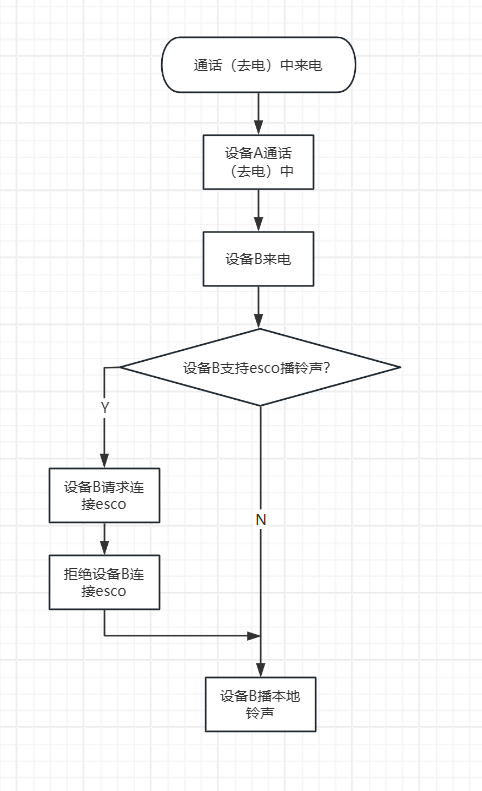 通话（去电）中来电
设备A通话
（去电）中
设备B来电
设备B支持esco播铃声?
Y
设备B请求连
接esco
N
拒绝设备B连
接esco
设备B播本地
铃声